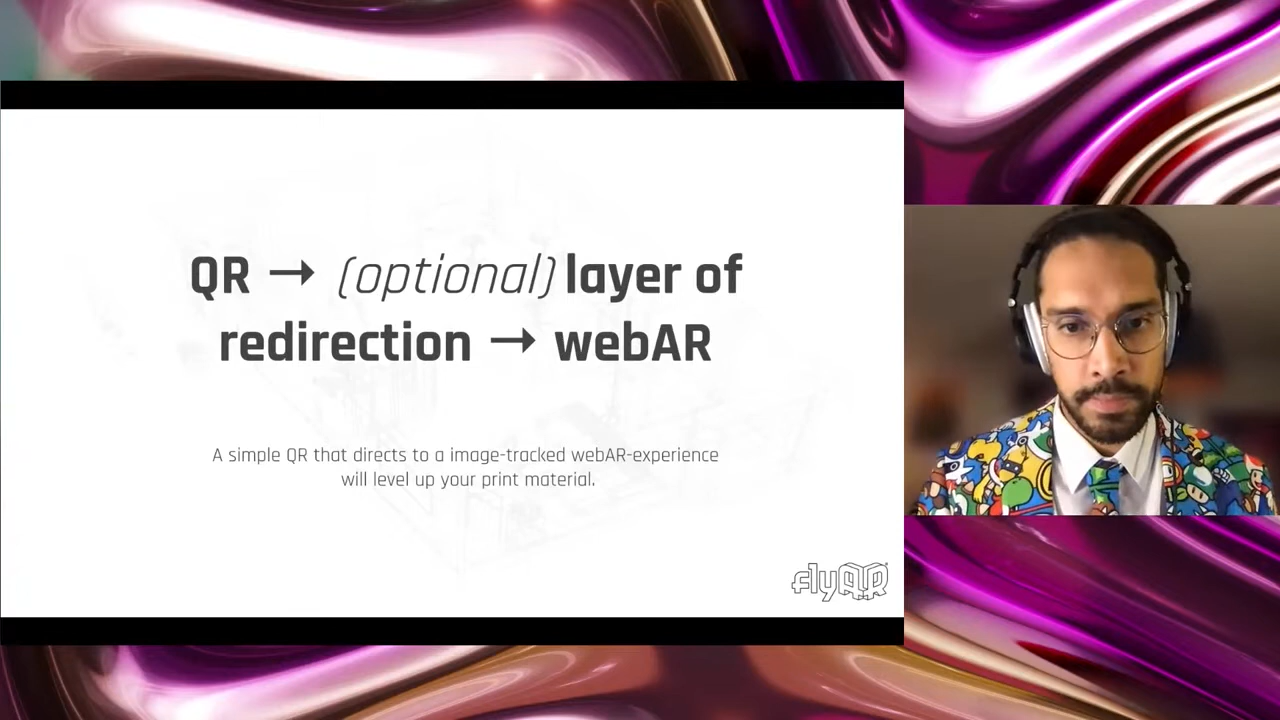 QR → (optional) layer of
redirection → webAR
A simple QR that directs to a image-tracked webAR-experience
will level up your print material.
flyAR